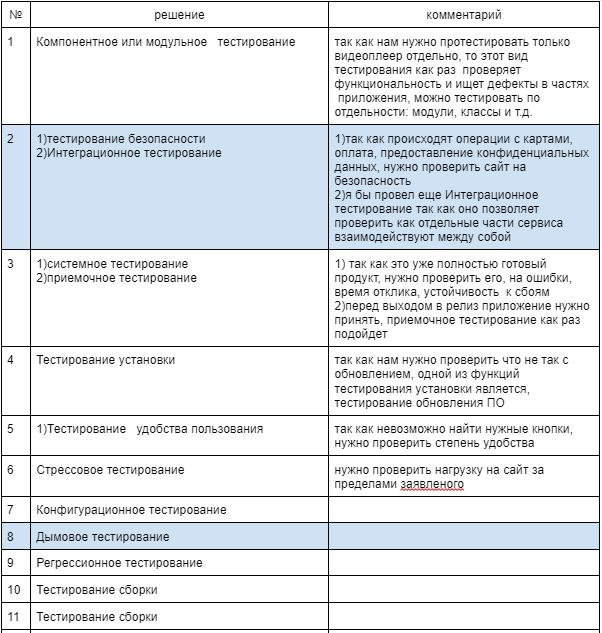 № решение комментарий
1 Компонентное или модульное тестирование так как нам нужно протестировать только
видеоплеер отдельно, то этот вид
тестирования как раз проверяет
функциональность и ищет дефекты в частях
приложения, можно тестировать по
отдельности: модули, классы и т.д.
2 1)тестирование безопасности 1)так как происходят операции с картами,
2)Интеграционное тестирование оплата, предоставление конфиденциальных
данных, нужно проверить сайт на
безопасность
2)я бы провел еще Интеграционное
тестирование так как оно позволяет
проверить как отдельные части сервиса
взаимодействуют между собой
3 1)системное тестирование 1) так как это уже полностью готовый
2)приемочное тестирование продукт, нужно проверить его, на ошибки,
время отклика, устойчивость к сбоям
2)перед выходом в релиз приложение нужно
принять, приемочное тестирование как раз
подойдет
4 Тестирование установки так как нам нужно проверить что не так с
обновлением, одной из функций
тестирования установки является,
тестирование обновления ПО
5 1)Тестирование удобства пользования так как невозможно найти нужные кнопки,
нужно проверить степень удобства
6 Стрессовое тестирование нужно проверить нагрузку на сайт за
пределами заявленого
7 Конфигурационное тестирование
8 Дымовое тестирование
9 Регрессионное тестирование
10 Тестирование сборки
11 Тестирование сборки